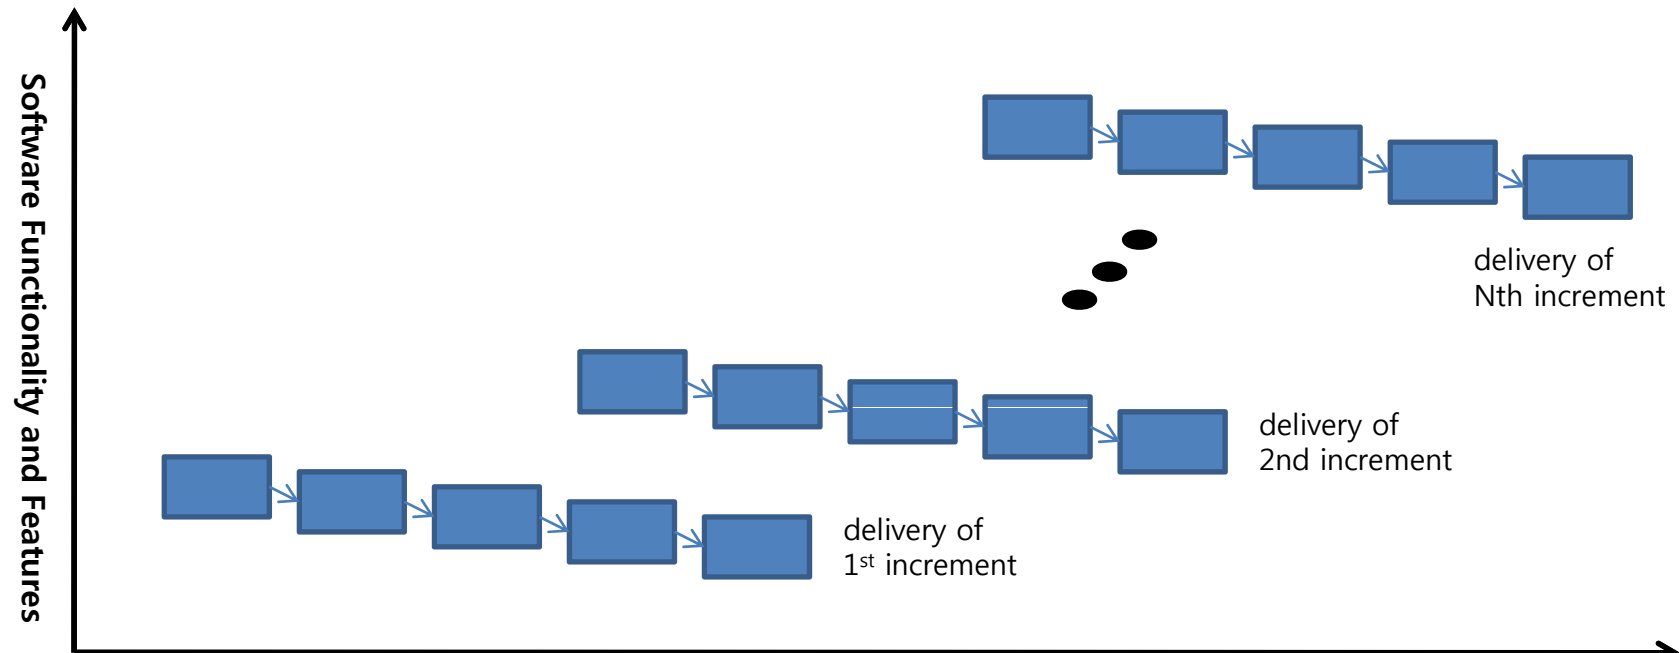 Software Functionality and Features
delivery of
Nth increment
delivery of
2nd increment
delivery of
1st increment